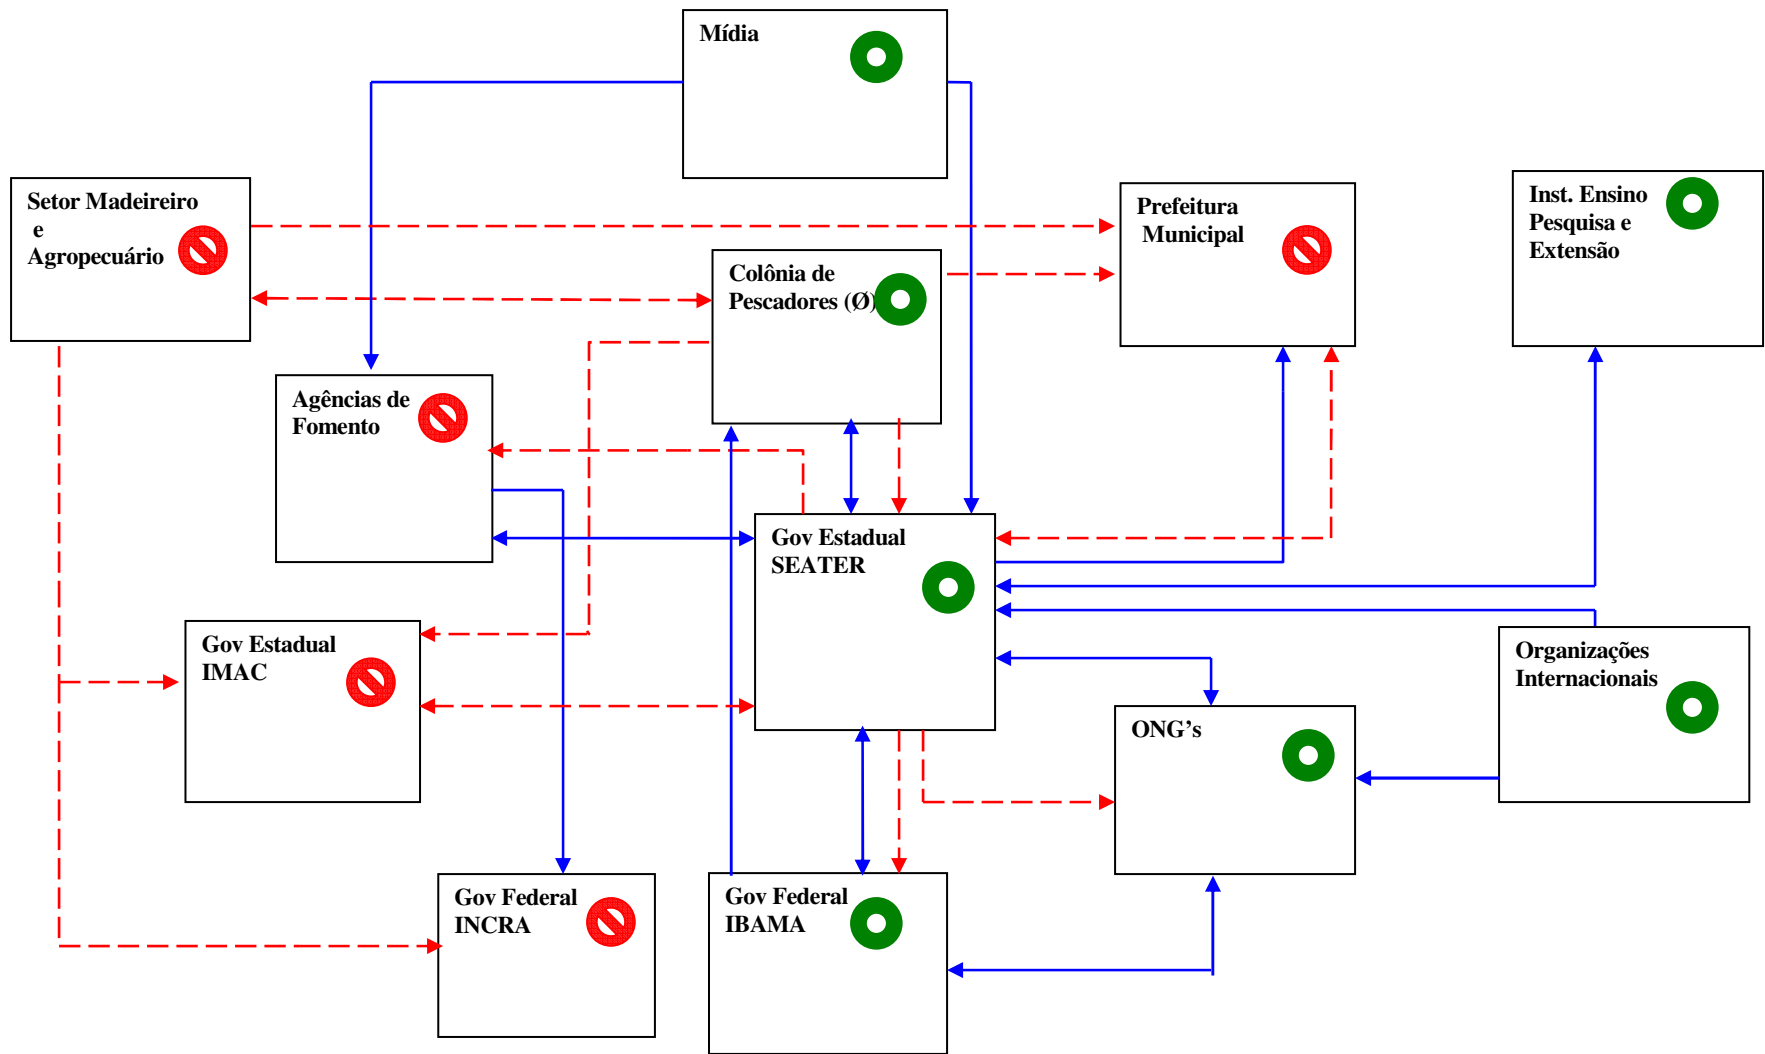 Mídia
Setor Madeireiro
e
Agropecuário
Prefeitura
Municipal
Inst. Ensino
Pesquisa e
Extensão
Colônia de
Pescadores (Ø)
Agências de
Fomento
Gov Estadual
SEATER
Gov Estadual
IMAC
Organizações
Internacionais
ONG’s
Gov Federal
INCRA
Gov Federal
IBAMA